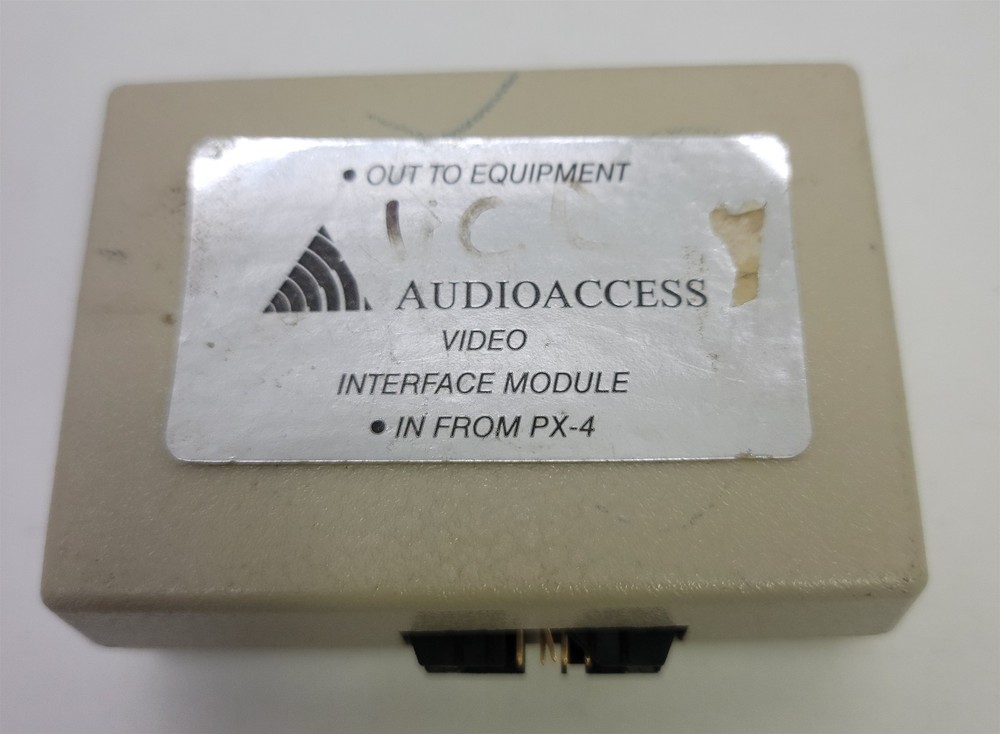 • OUT TO EQUIPMENT
AUDIOACCESS
VIDEO
INTERFACE MODULE
• IN FROM PX-4